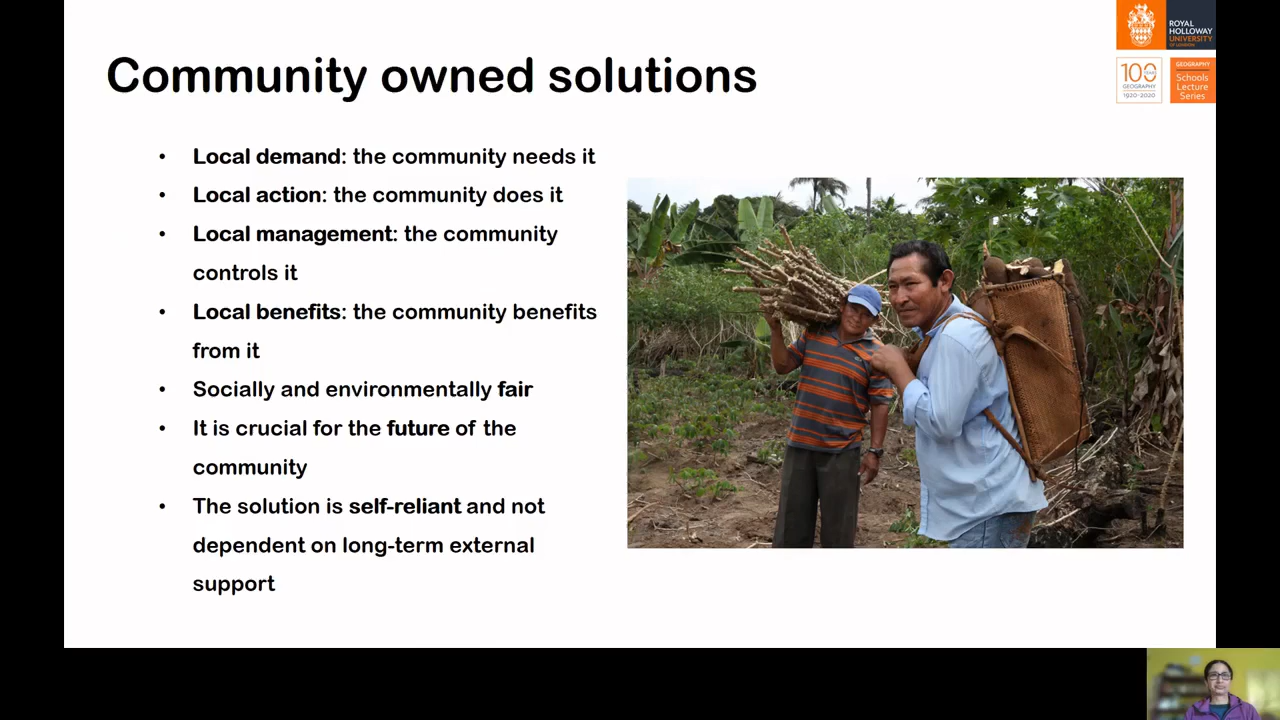 Community owned solutions
• Local demand: the community needs it
• Local action: the community does it
• Local management: the community
controls it
• Local benefits: the community benefits
from it
• Socially and environmentally fair
• It is crucial for the future of the
community
• The solution is self-reliant and not
dependent on long-term external
support
ROYAL
HOLLOWAY
UNIVERSITY
OF LONDON
100
YEAR
GEOGRAPHY
1920-2020
GEOGRAPHY
Schools
Lecture
Series